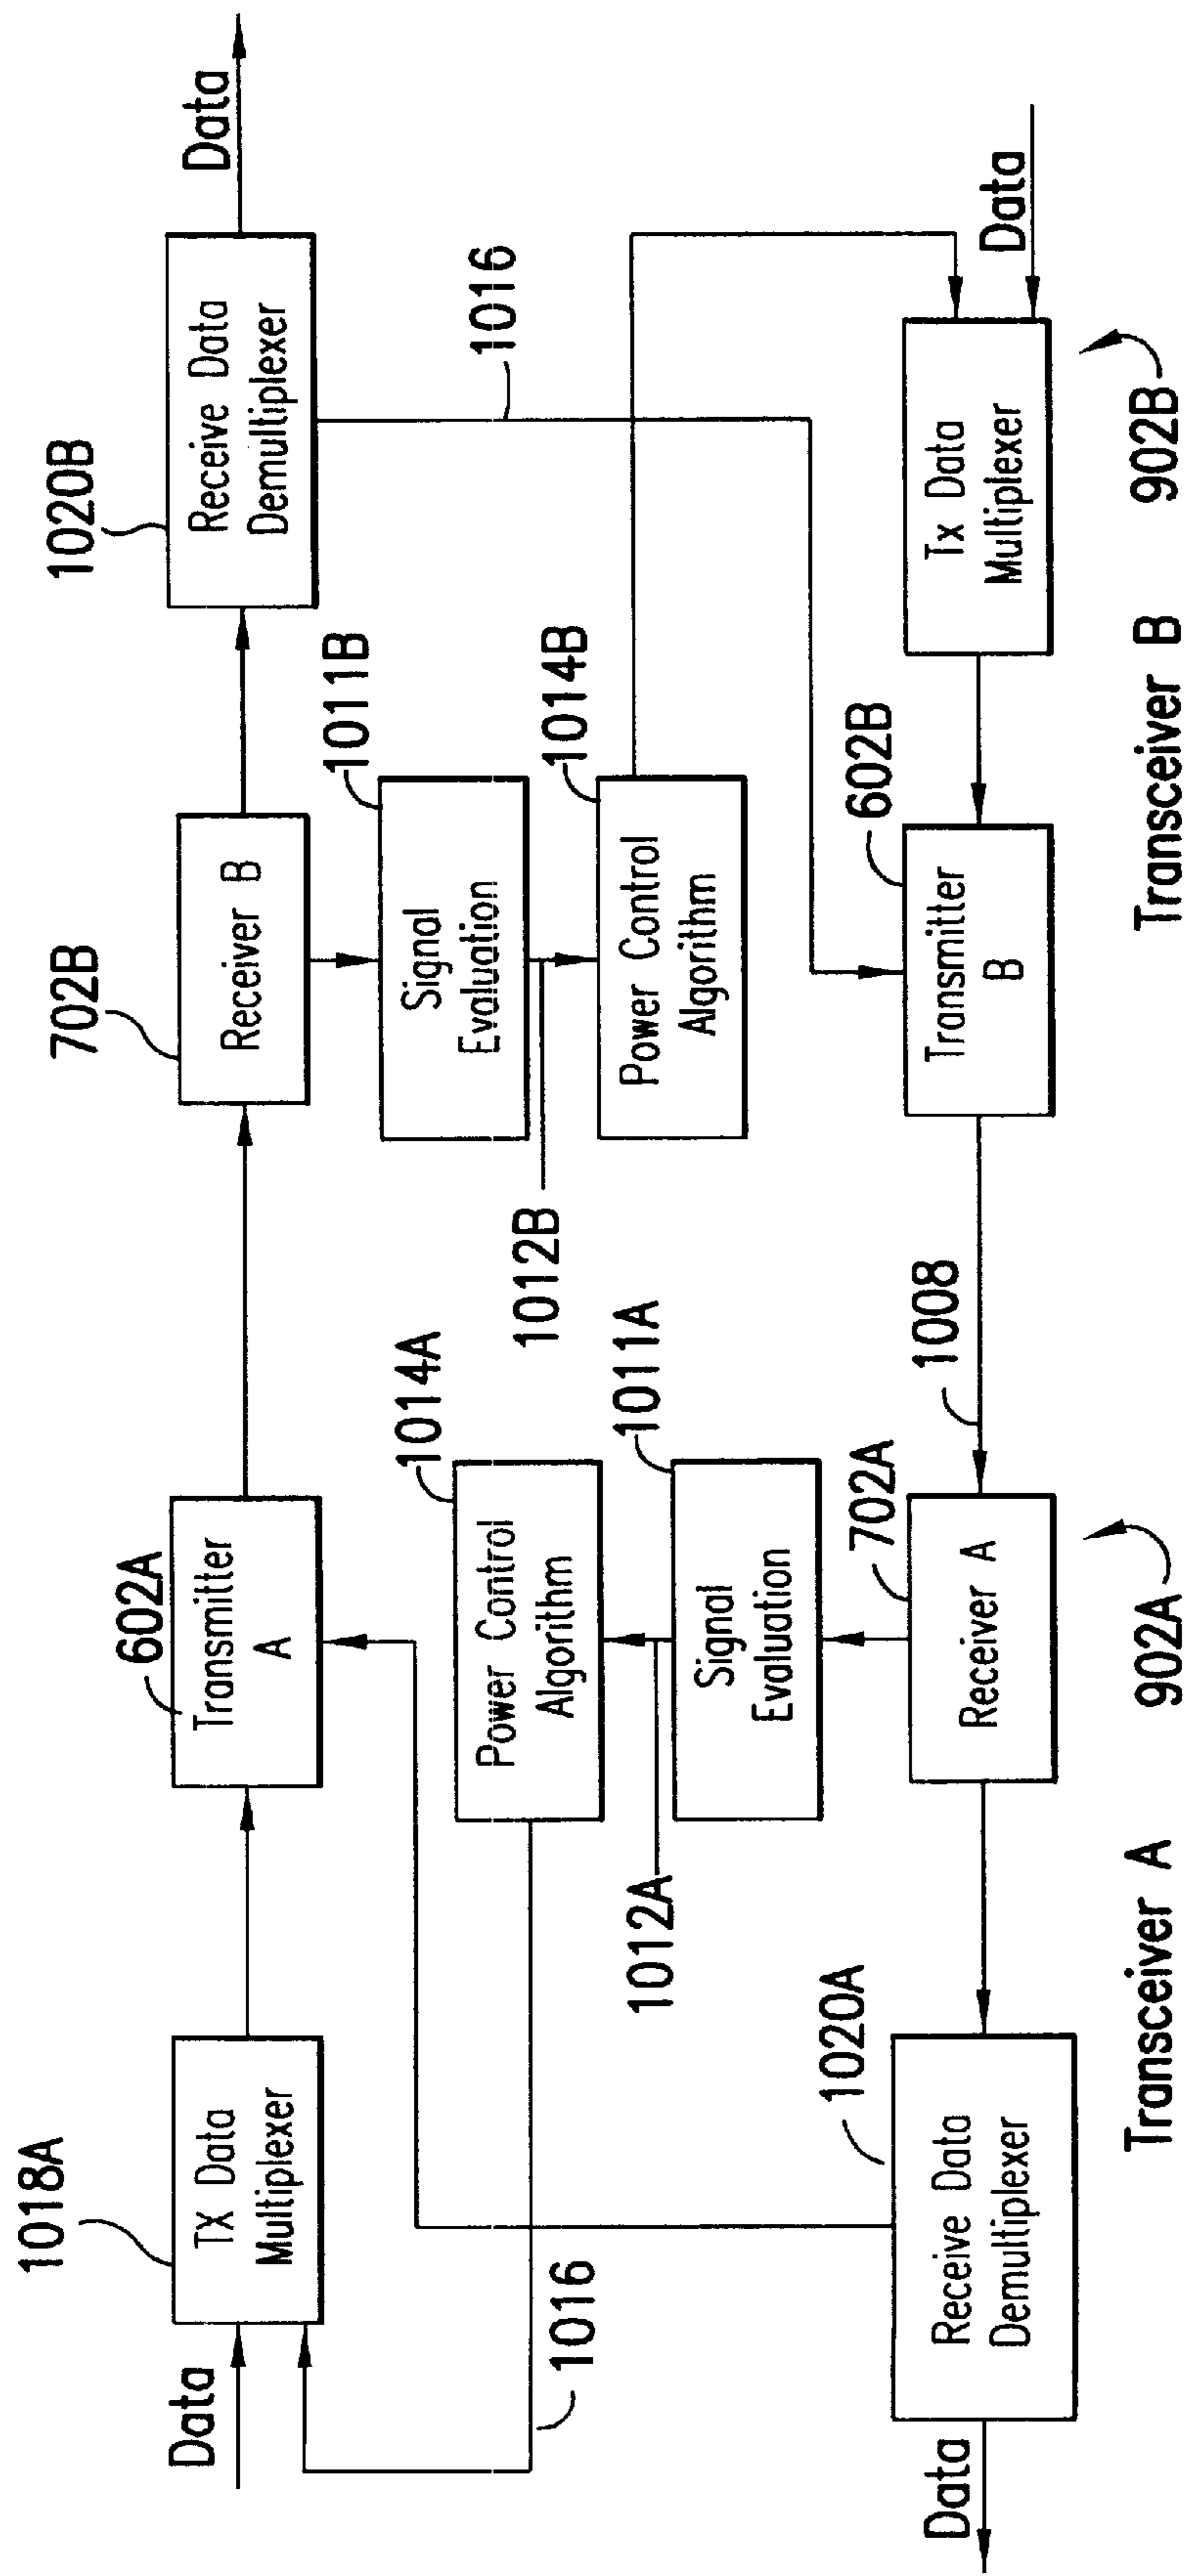 1018A
602A
702B
1020B
Data
TX Data
Multiplexer
Transmitter
A
Receiver B
Receive Data
Demultiplexer
Data
1016
1014A
Power Control
Algorithm
1012A
1011A
Signal
Evaluation
1011B
Signal
Evaluation
1012B
1014B
Power Control
Algorithm
1016
1020A
Receive Data
Demultiplexer
Data
702A
Receiver A
1008
602B
Transmitter
B
Tx Data
Multiplexer
Data
Transceiver A
902A
Transceiver B
902B